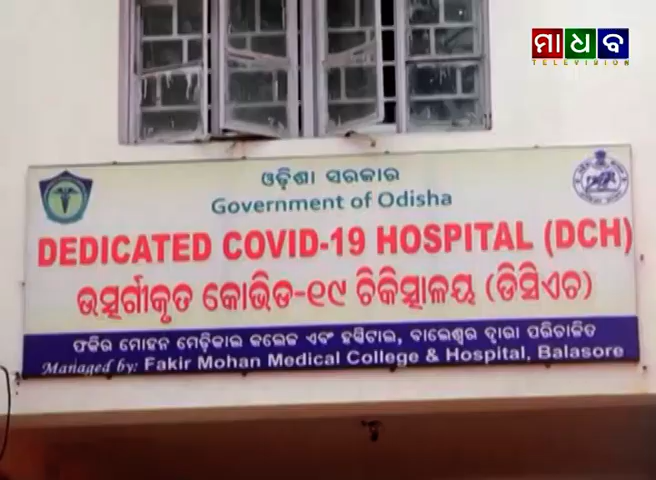 ମାଧବ
TELEVISION
ଓଡ଼ିଶା ସରକାର
Government of Odisha
DEDICATED COVID-19 HOSPITAL (DCH)
ଉତ୍ସର୍ଗୀକୃତ କୋଭିଡ-୧୯ ଚିକିତ୍ସାଳୟ (ଡିସିଏଚ)
ଫକିର ମୋହନ ମେଡ଼ିକାଲ କଲେଜ ଏବଂ ହସ୍ପିଟାଲ, ବାଲେଶ୍ୱର ଦ୍ୱାରା ପରିଚାଳିତ
Managed by: Fakir Mohan Medical College & Hospital, Balasore